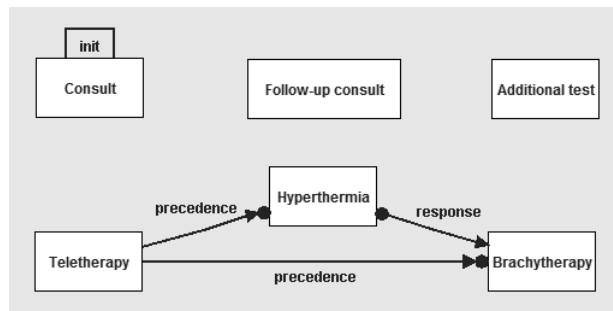 init
Consult
Follow-up consult
Additional test
Hyperthermia
precedence
response
Teletherapy
Brachytherapy
precedence